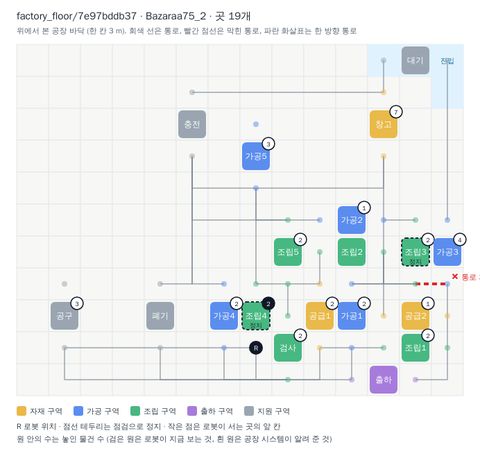 factory_floor/7e97bddb37 · Bazaraa75_2 · 곳 19개
위에서 본 공장 바닥 (한 칸 3 m). 회색 선은 통로, 빨간 점선은 막힌 통로, 파란 화살표는 한 방향 통로
대기
충전
창고 7
가공5 3
가공2 1
조립5 2
조립2
조립3 2
정지
가공3 4
✕ 통로
공구 3
폐기
가공4 2
조립4 2
정지
공급1 2
가공1 2
공급2 1
R
검사 2
조립1 2
출하
자재 구역
가공 구역
조립 구역
출하 구역
지원 구역
R 로봇 위치 · 점선 테두리는 점검으로 정지 · 작은 점은 로봇이 서는 곳의 앞 칸
원 안의 수는 놓인 물건 수 (검은 원은 로봇이 지금 보는 것, 흰 원은 공장 시스템이 알려 준 것)